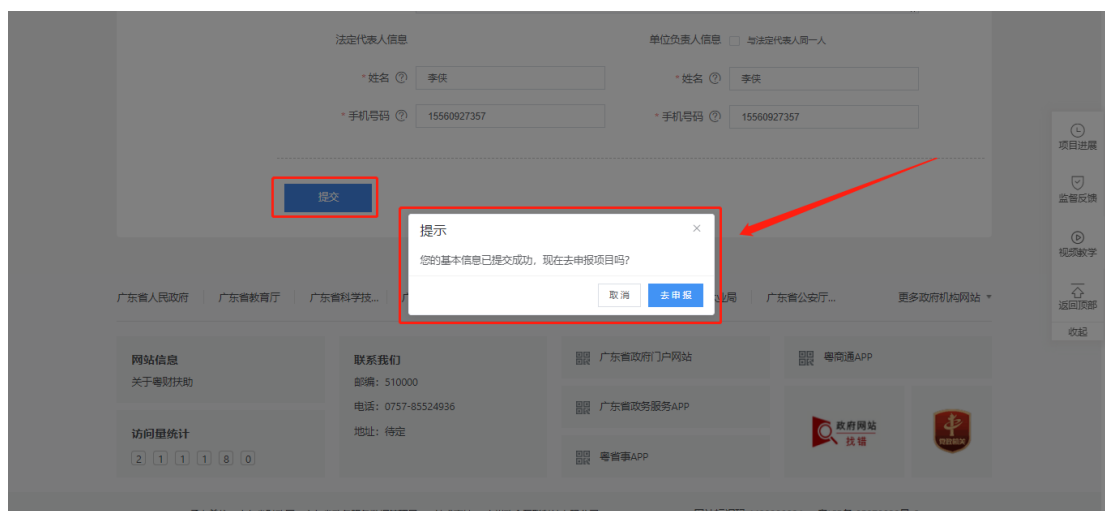 法定代表人信息
单位负责人信息 与法定代表人同一人
*姓名 ? 李侠
*姓名 ? 李侠
*手机号码 ? 15560927357
*手机号码 ? 15560927357
提交
提示 ×
您的基本信息已提交成功，现在去申报项目吗?
取消 去申报
项目进展
监督反馈
视频教学
返回顶部
收起
广东省人民政府 广东省教育厅 广东省科学技... 广东省公安厅... 更多政府机构网站
网站信息
关于粤财扶助
访问量统计
2 1 1 1 8 0
联系我们
邮编：510000
电话：0757-85524936
地址：待定
广东省政府门户网站
粤商通APP
广东省政务服务APP
粤省事APP
政府网站
找错
党政机关